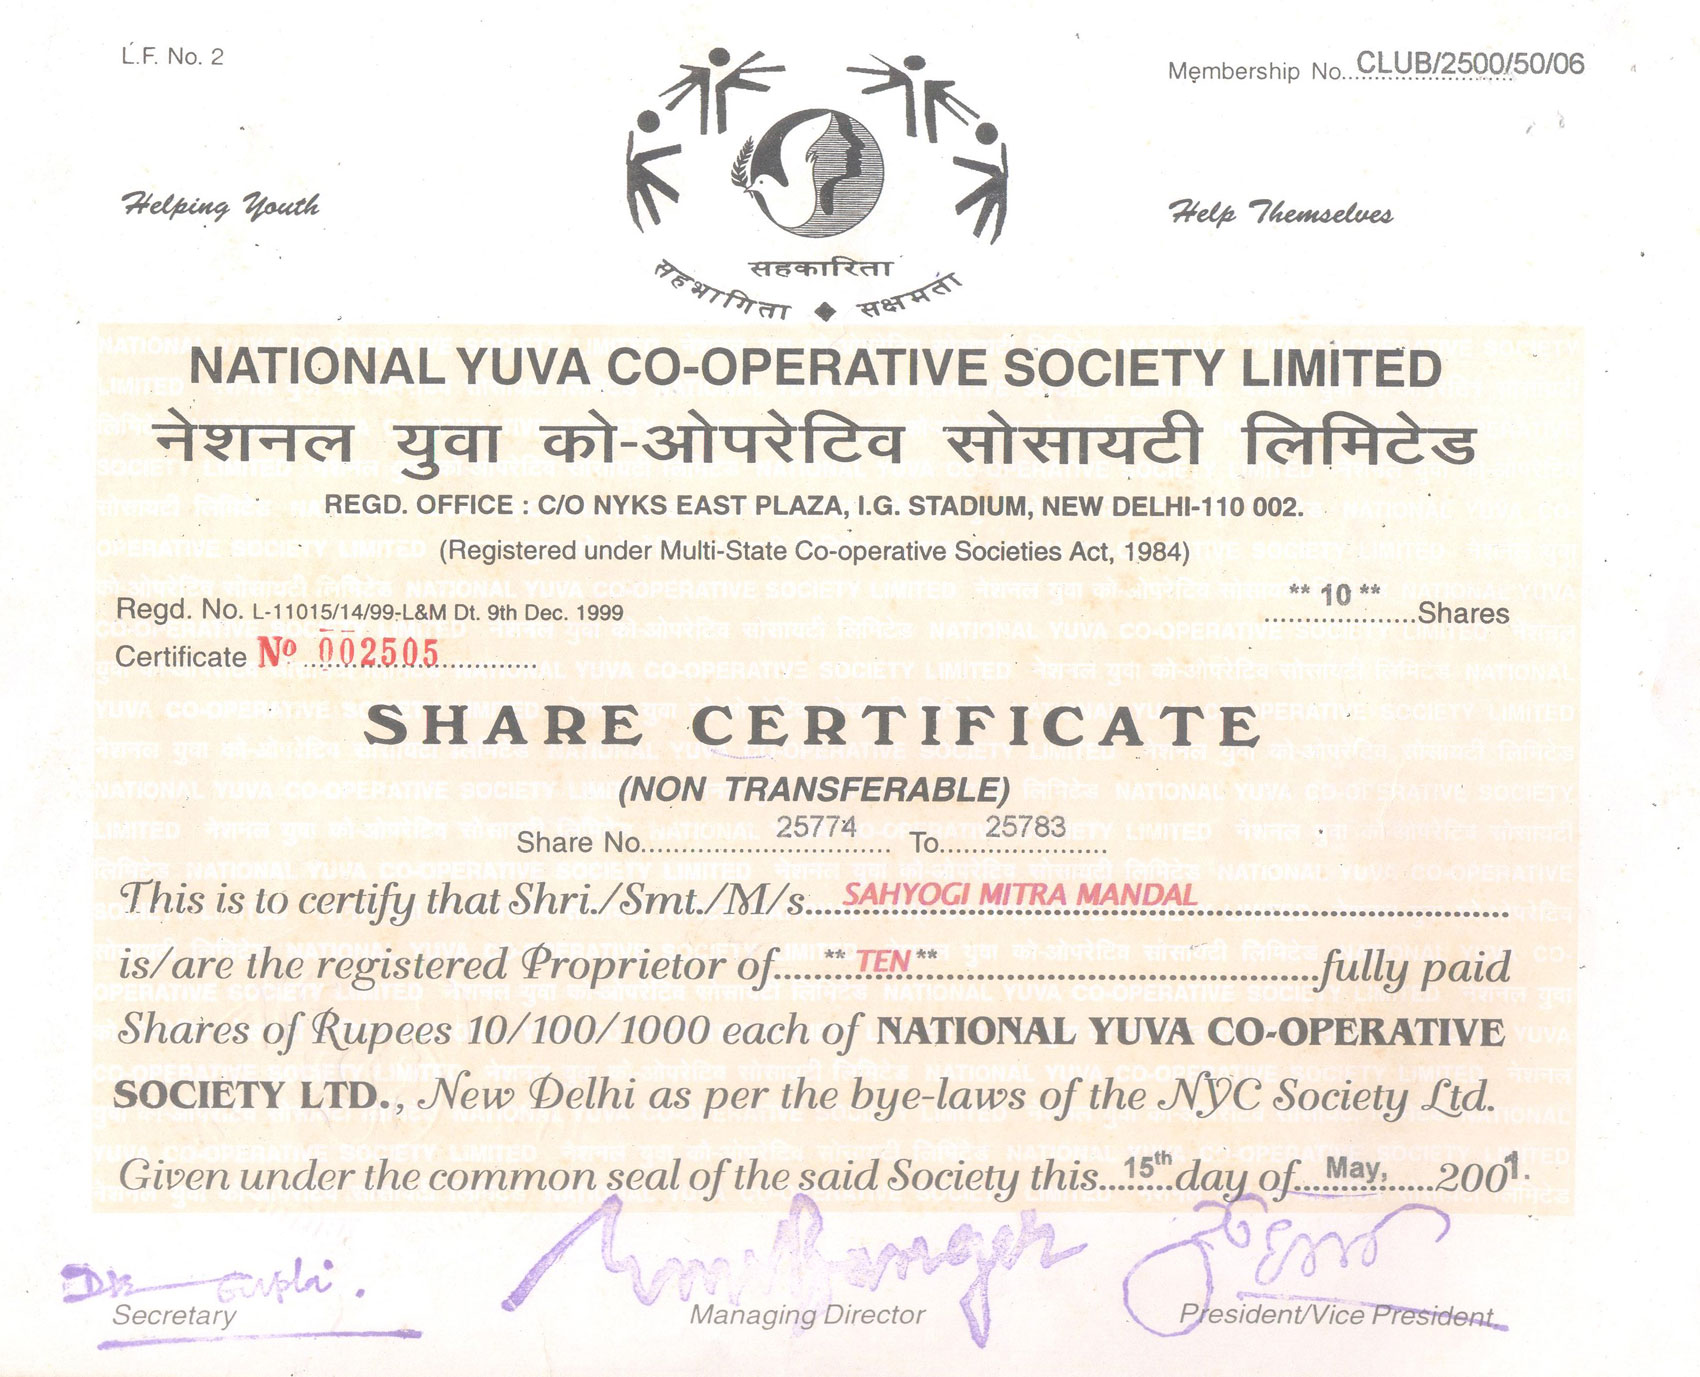 L.F. No. 2
Membership No. CLUB/2500/50/06
Helping Youth
Help Themselves
सहकारिता
सहभागिता ◆ सक्षमता
NATIONAL YUVA CO-OPERATIVE SOCIETY LIMITED
नेशनल युवा को-ओपरेटिव सोसायटी लिमिटेड
REGD. OFFICE : C/O NYKS EAST PLAZA, I.G. STADIUM, NEW DELHI-110 002.
(Registered under Multi-State Co-operative Societies Act, 1984)
Regd. No. L-11015/14/99-L&M Dt. 9th Dec. 1999
** 10 ** Shares
Certificate No 002505
SHARE CERTIFICATE
(NON TRANSFERABLE)
Share No. 25774 To 25783
This is to certify that Shri./Smt./M/s. SAHYOGI MITRA MANDAL
is/are the registered Proprietor of ** TEN ** fully paid
Shares of Rupees 10/100/1000 each of NATIONAL YUVA CO-OPERATIVE
SOCIETY LTD., New Delhi as per the bye-laws of the NYC Society Ltd.
Given under the common seal of the said Society this 15th day of May, 2001.
Secretary
Managing Director
President/Vice President